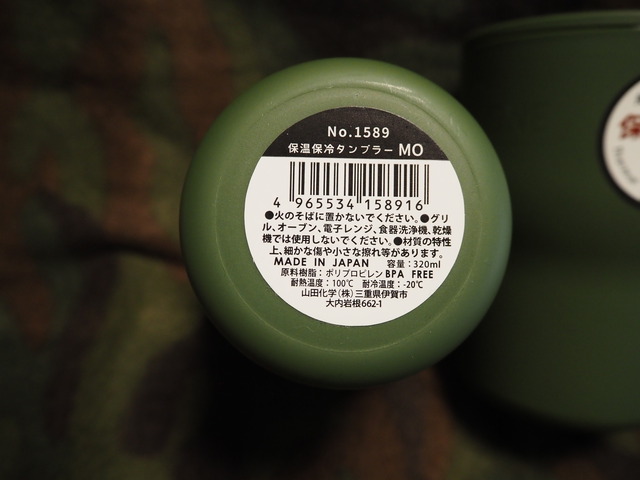 No.1589
保温保冷タンブラー MO
4 965534 158916
●火のそばに置かないでください。●グリ
ル、オーブン、電子レンジ、食器洗浄機、乾燥
機では使用しないでください。●材質の特性
上、細かな傷や小さな擦れ等があります。
MADE IN JAPAN 容量：320ml
原料樹脂：ポリプロピレン BPA FREE
耐熱温度：100℃ 耐冷温度：-20℃
山田化学(株)三重県伊賀市
大内岩根662-1